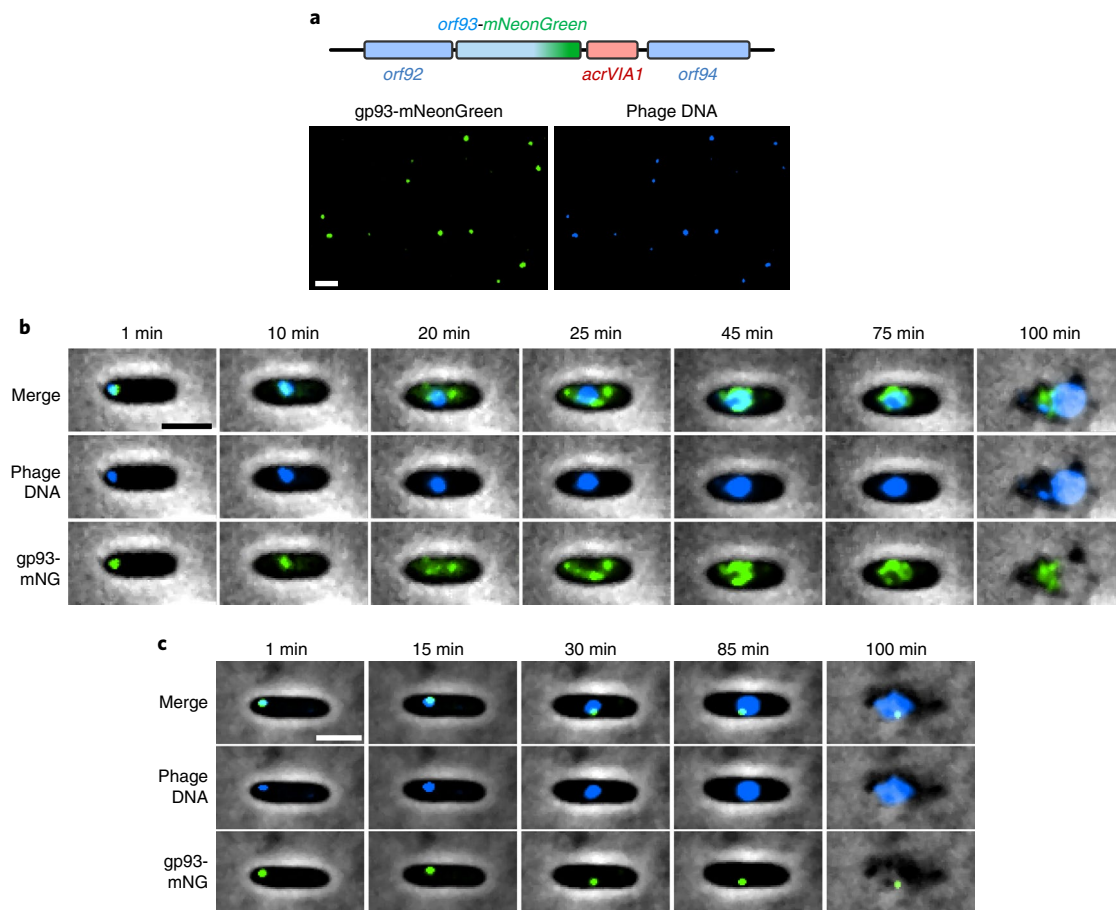 a
orf93-mNeonGreen
orf92
acrVIA1
orf94
gp93-mNeonGreen
Phage DNA
b
1 min
10 min
20 min
25 min
45 min
75 min
100 min
Merge
Phage
DNA
gp93-
mNG
c
1 min
15 min
30 min
85 min
100 min
Merge
Phage
DNA
gp93-
mNG